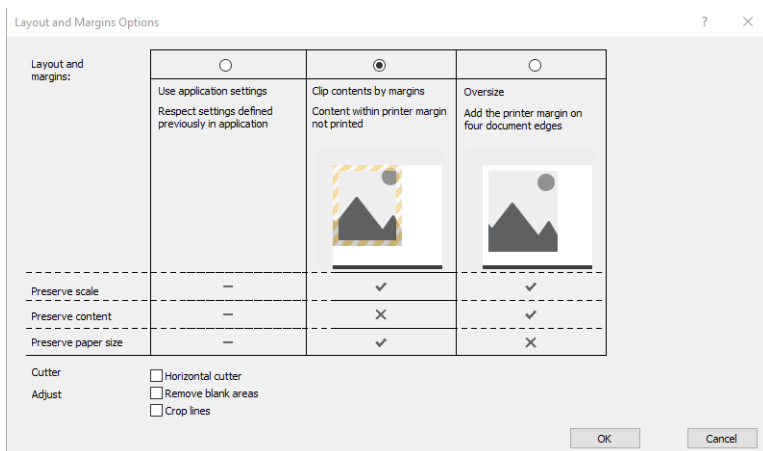 Layout and Margins Options
?
Layout and
margins:
Use application settings
Respect settings defined
previously in application
Clip contents by margins
Content within printer margin
not printed
Oversize
Add the printer margin on
four document edges
Preserve scale
Preserve content
Preserve paper size
Cutter
Horizontal cutter
Adjust
Remove blank areas
Crop lines
OK
Cancel